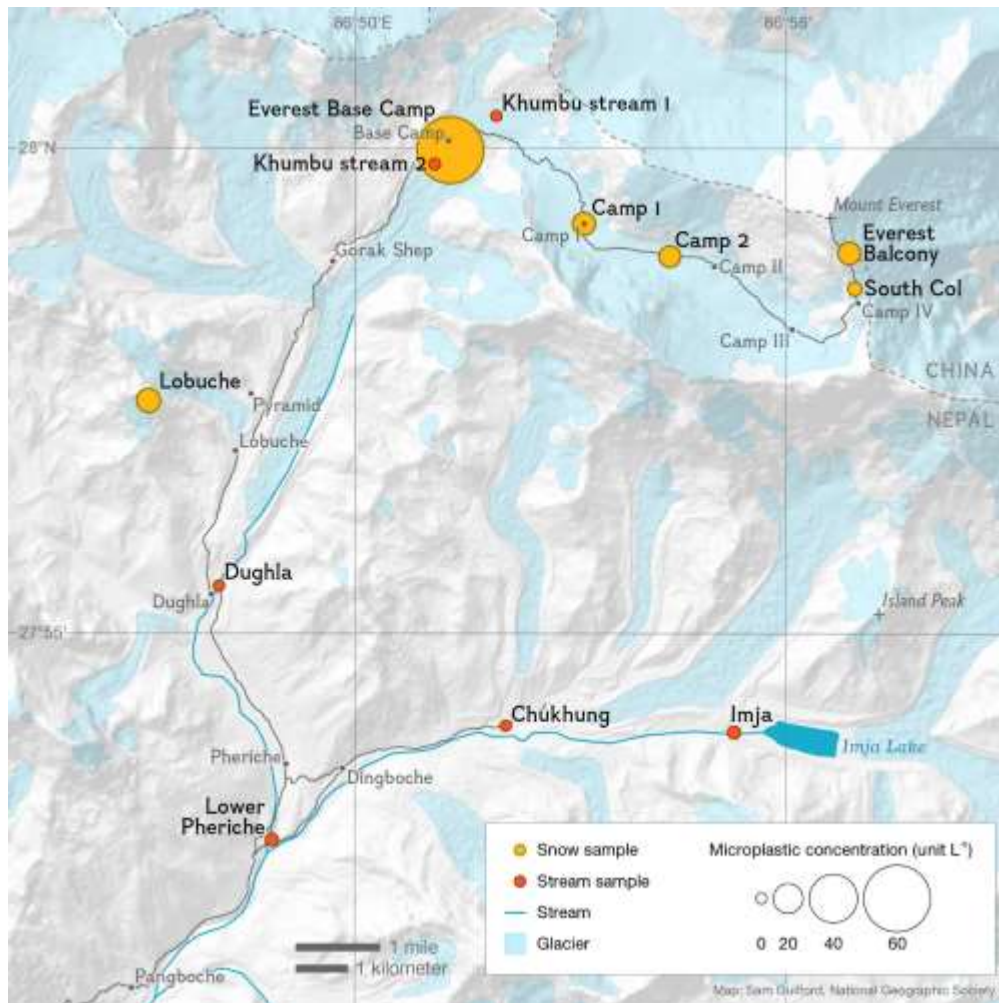 86°50'E
86°55'
Everest Base Camp
Base Camp
Khumbu stream 1
28°N
Khumbu stream 2
Camp 1
Camp I
Camp 2
Camp II
Mount Everest
Everest
Balcony
South Col
Camp IV
Camp III
Gorak Shep
CHINA
NEPAL
Lobuche
Pyramid
Lobuche
Dughla
Dughla
Island Peak
27°55'
Chúkhung
Imja
Imja Lake
Pheriche
Dingboche
Lower
Pheriche
Snow sample
Stream sample
Stream
Glacier
Microplastic concentration (unit L⁻¹)
0 20 40 60
1 mile
1 kilometer
Pangboche
Map: Sam Guilford, National Geographic Society